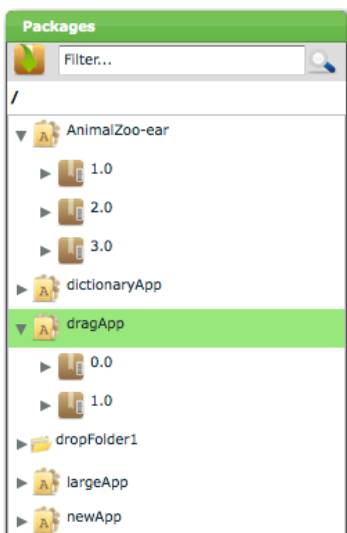 Packages
Filter...
/
AnimalZoo-ear
1.0
2.0
3.0
dictionaryApp
dragApp
0.0
1.0
dropFolder1
largeApp
newApp